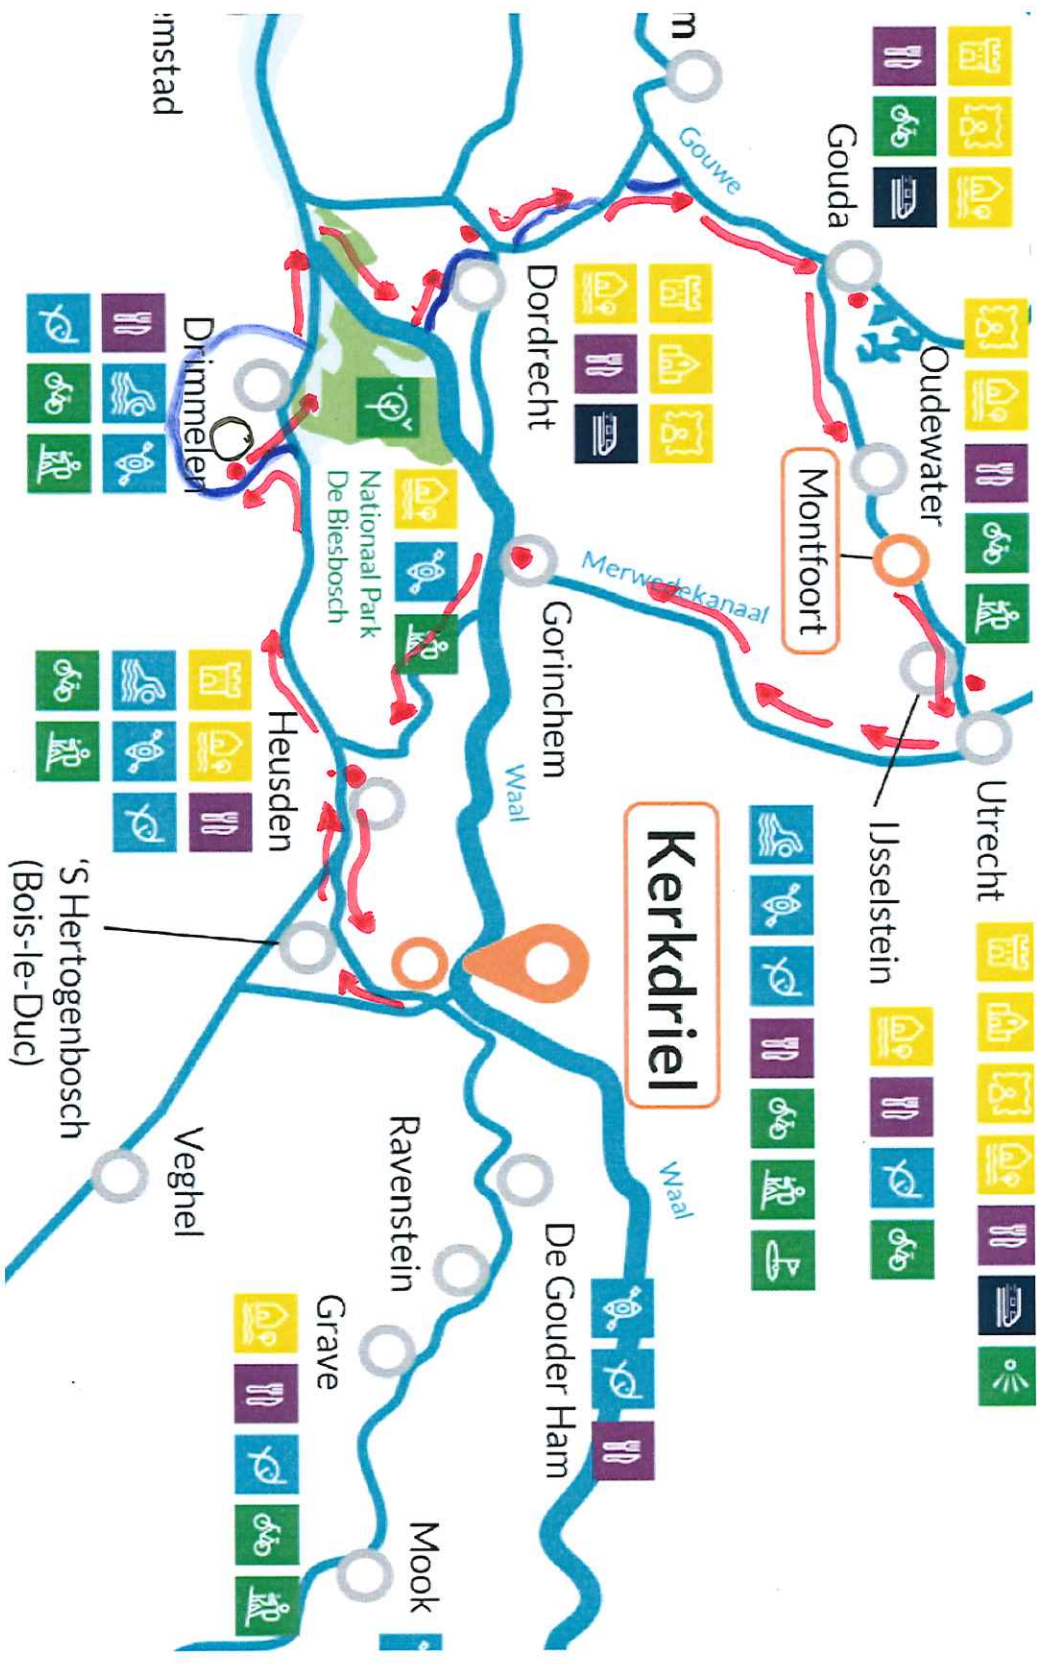 emstad
m
Gouwe
Gouda
Oudewater
Dordrecht
Drimmelen
Montfoort
Nationaal Park
De Biesbosch
Merwedekanaal
Gorinchem
Heusden
Waal
Utrecht
IJsselstein
Kerkdriel
'S Hertogenbosch
(Bois-le-Duc)
Veghel
Ravenstein
Waal
De Gouder Ham
Grave
Mook